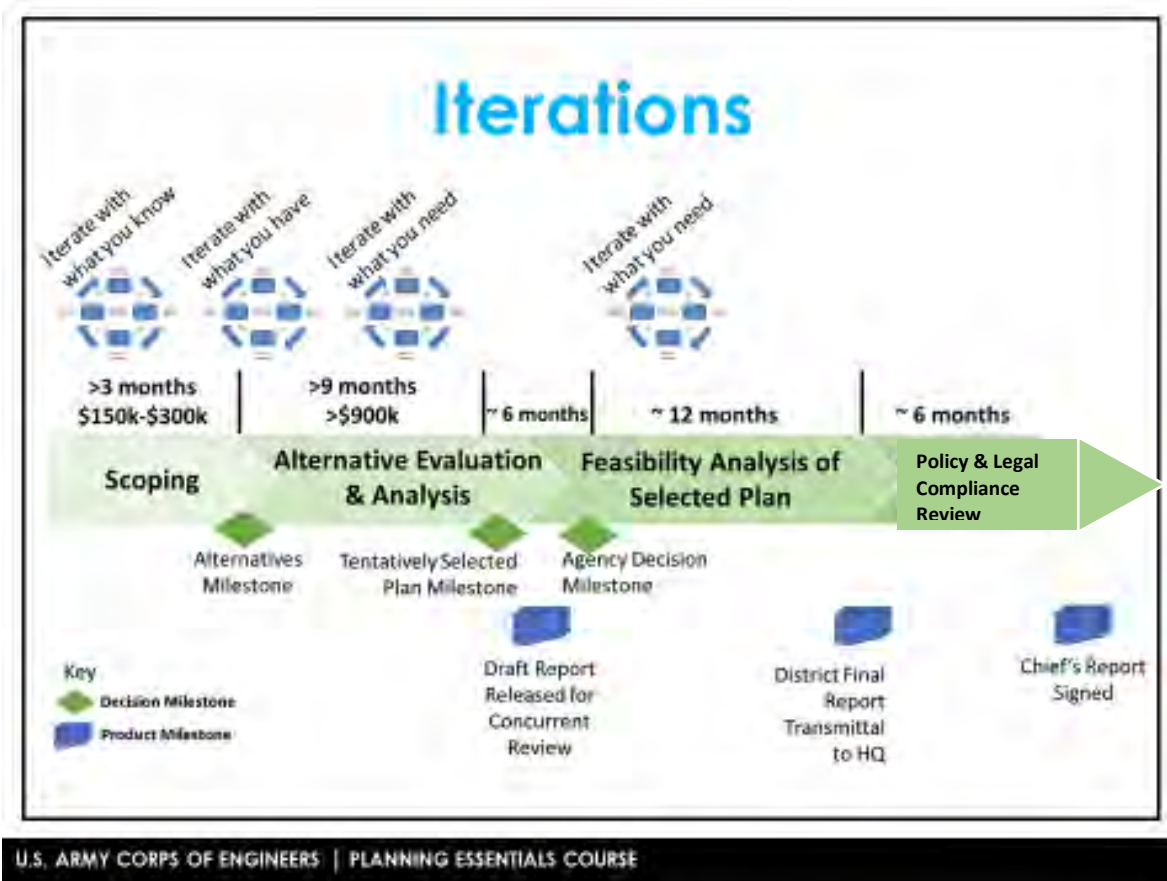 Iterations
Iterate with
what you know
Iterate with
what you have
Iterate with
what you need
Iterate with
what you need
>3 months
$150k-$300k
>9 months
>$900k
~ 6 months
~ 12 months
~ 6 months
Scoping
Alternative Evaluation
& Analysis
Feasibility Analysis of
Selected Plan
Policy & Legal
Compliance
Review
Alternatives
Milestone
Tentatively Selected
Plan Milestone
Agency Decision
Milestone
Draft Report
Released for
Concurrent
Review
District Final
Report
Transmittal
to HQ
Chief's Report
Signed
Key
Decision Milestone
Product Milestone
U.S. ARMY CORPS OF ENGINEERS | PLANNING ESSENTIALS COURSE